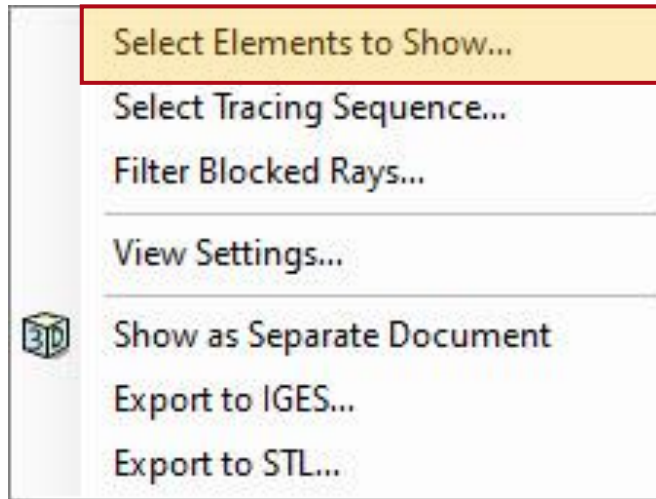 Select Elements to Show...
Select Tracing Sequence...
Filter Blocked Rays...
View Settings...
3D
Show as Separate Document
Export to IGES...
Export to STL...